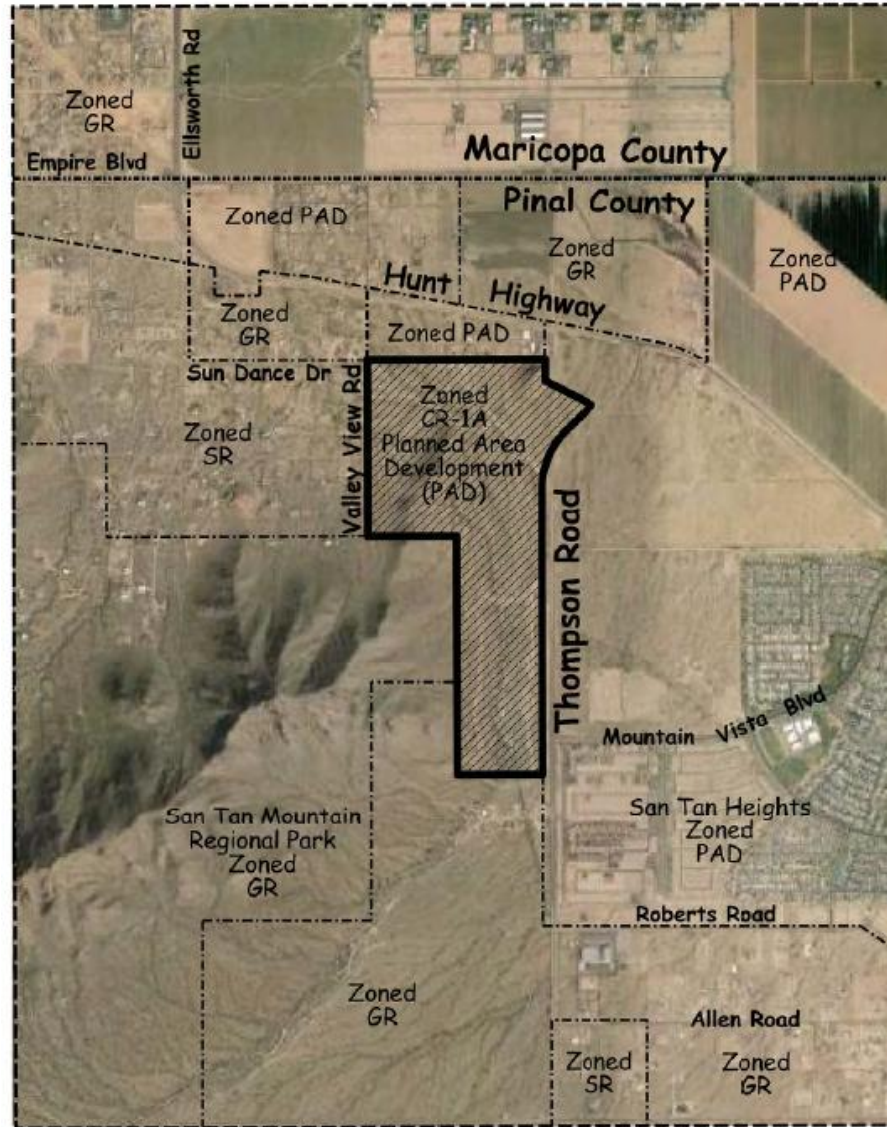 Ellsworth Rd
Zoned
GR
Empire Blvd
Maricopa County
Pinal County
Zoned PAD
Zoned
GR
Zoned
PAD
Hunt
Highway
Zoned
GR
Zoned PAD
Sun Dance Dr
Valley View Rd
Zoned
CR-1A
Planned Area
Development
(PAD)
Zoned
SR
Thompson Road
Mountain Vista Blvd
San Tan Heights
Zoned
PAD
San Tan Mountain
Regional Park
Zoned
GR
Roberts Road
Zoned
GR
Allen Road
Zoned
SR
Zoned
GR